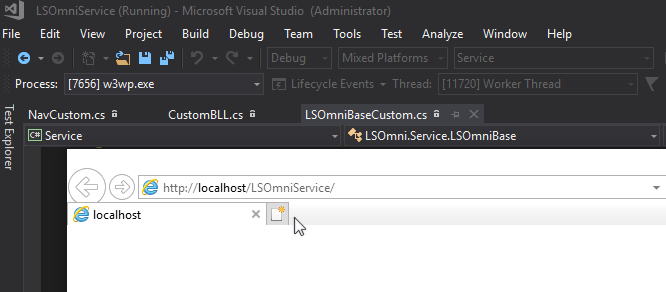 LSOmniService (Running) - Microsoft Visual Studio (Administrator)
File Edit View Project Build Debug Team Tools Test Analyze Window Help
Debug Mixed Platforms Service
Process: [7656] w3wp.exe Lifecycle Events Thread: [11720] Worker Thread
Test Explorer
NavCustom.cs CustomBLL.cs LSOmniBaseCustom.cs
C# Service LSOmni.Service.LSOmniBase
http://localhost/LSOmniService/
localhost